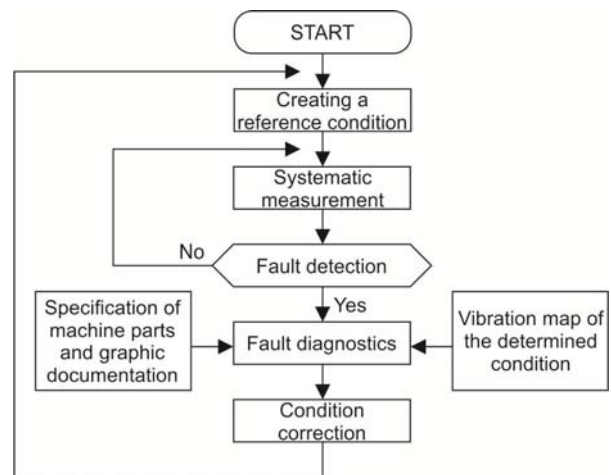 START
Creating a
reference condition
Systematic
measurement
No
Fault detection
Yes
Specification of
machine parts
and graphic
documentation
Fault diagnostics
Vibration map of
the determined
condition
Condition
correction